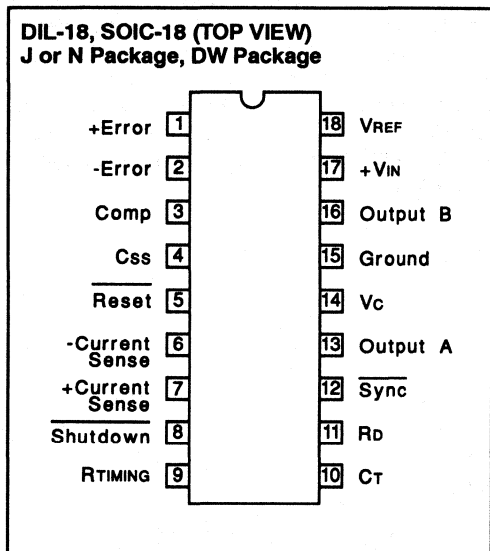 DIL-18, SOIC-18 (TOP VIEW)
J or N Package, DW Package
+Error 1
18 VREF
-Error 2
17 +VIN
Comp 3
16 Output B
Css 4
15 Ground
Reset 5
14 Vc
-Current
Sense 6
13 Output A
+Current
Sense 7
12 Sync
Shutdown 8
11 RD
RTIMING 9
10 CT